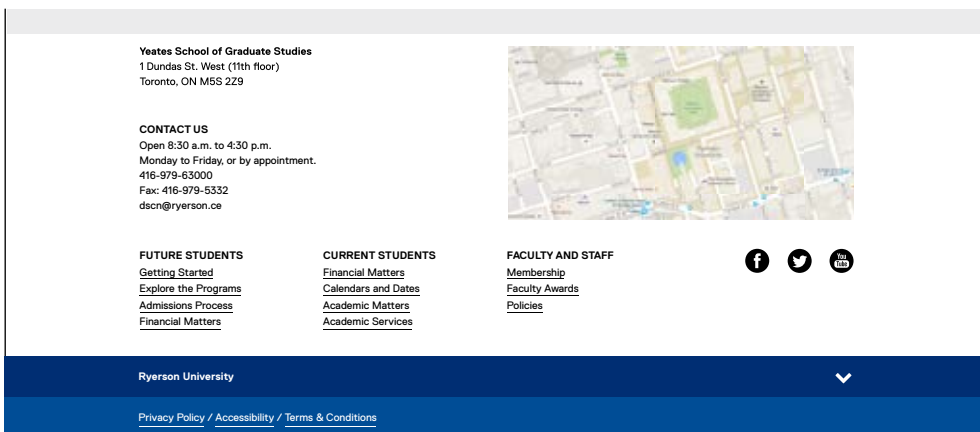 Yeates School of Graduate Studies
1 Dundas St. West (11th floor)
Toronto, ON M5S 2Z9
CONTACT US
Open 8:30 a.m. to 4:30 p.m.
Monday to Friday, or by appointment.
416-979-63000
Fax: 416-979-5332
dscn@ryerson.ce
FUTURE STUDENTS
Getting Started
Explore the Programs
Admissions Process
Financial Matters
CURRENT STUDENTS
Financial Matters
Calendars and Dates
Academic Matters
Academic Services
FACULTY AND STAFF
Membership
Faculty Awards
Policies
You
Tube
Ryerson University
Privacy Policy / Accessibility / Terms & Conditions